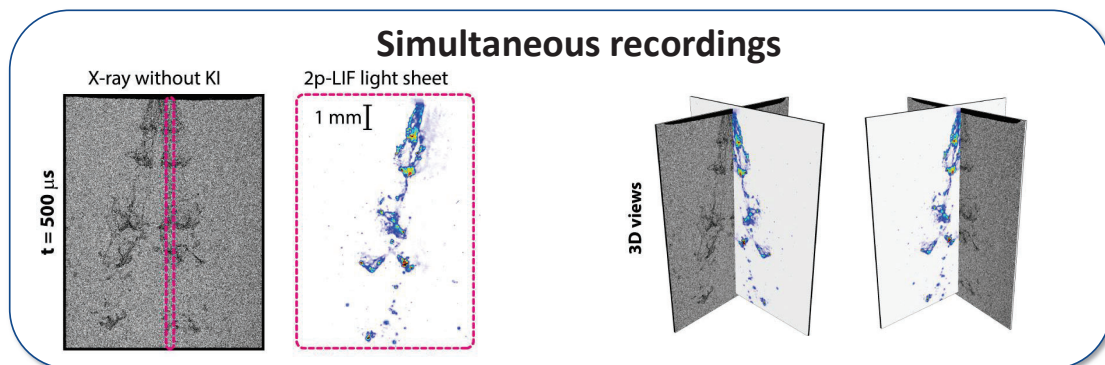 Simultaneous recordings
X-ray without KI
2p-LIF light sheet
1 mm
t = 500 µs
3D views